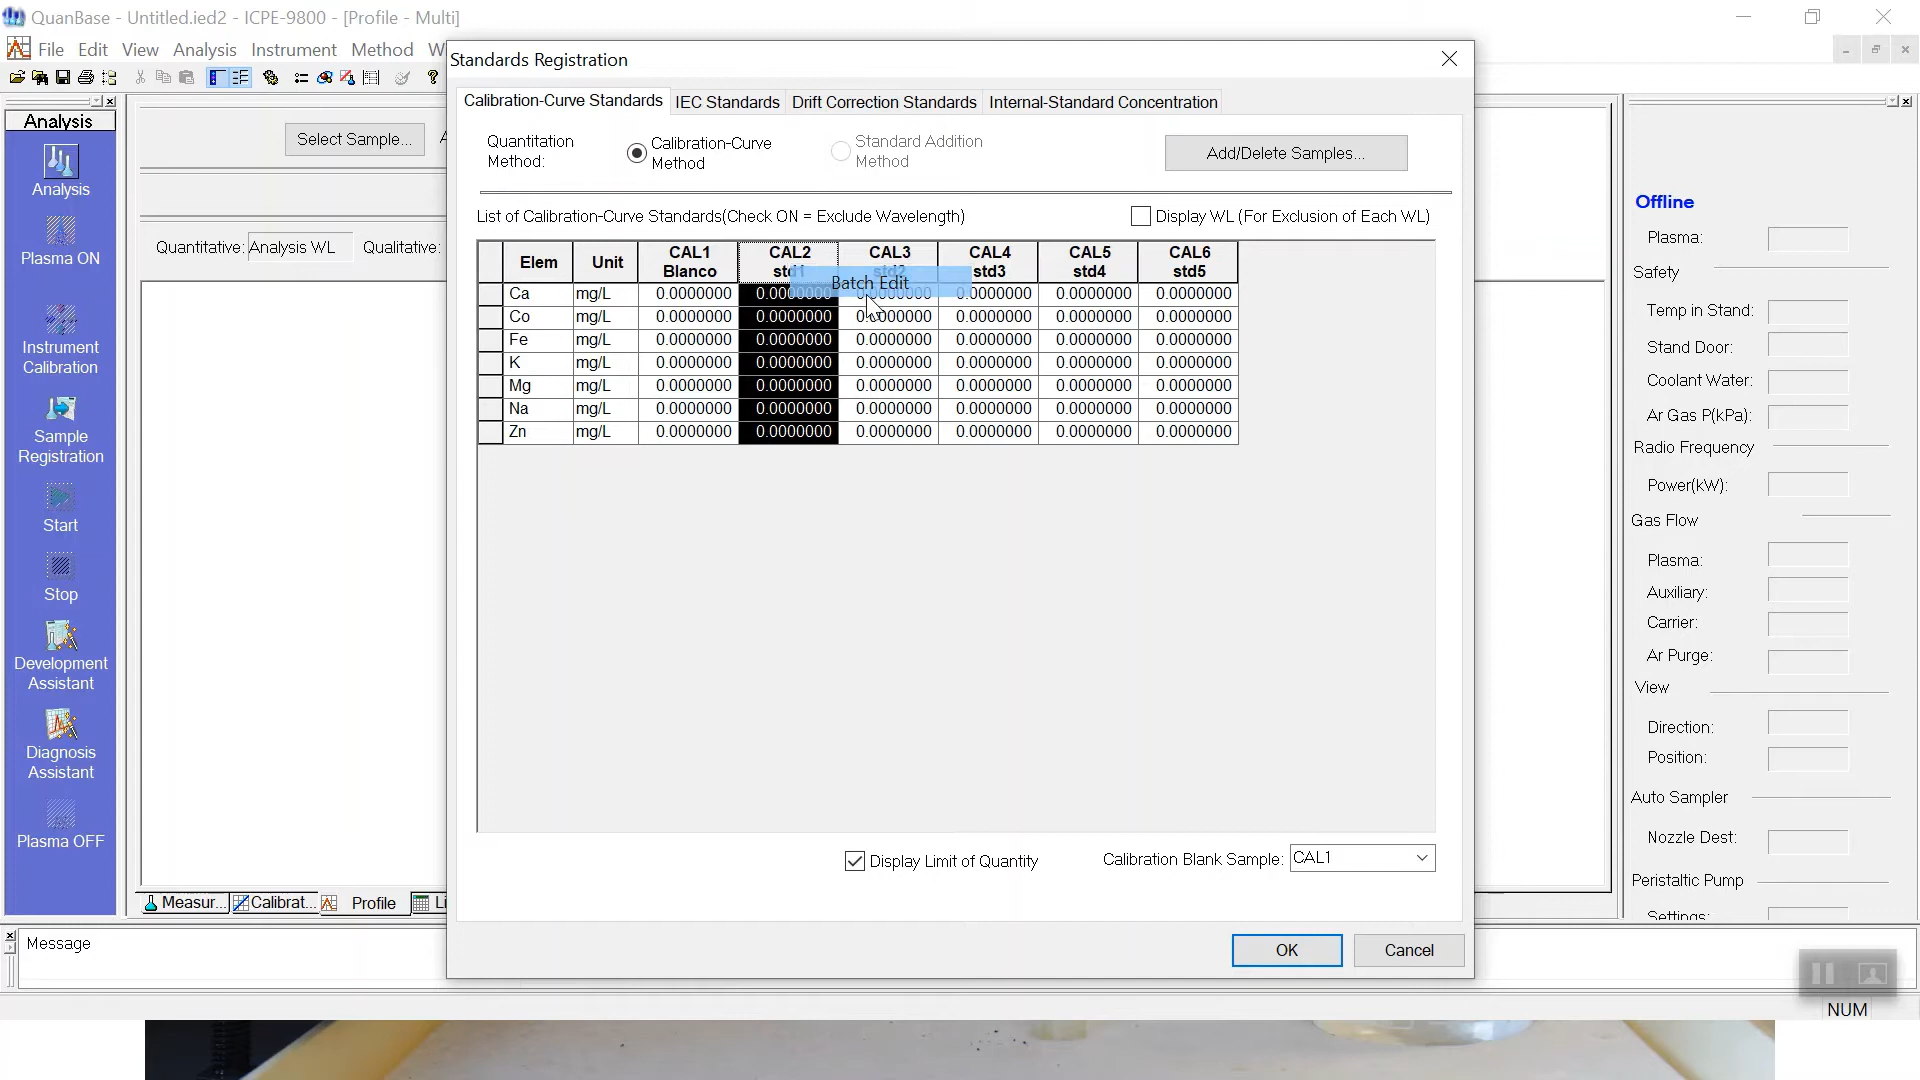 QuanBase - Untitled.ied2 - ICPE-9800 - [Profile - Multi]
File Edit View Analysis Instrument Method W
Standards Registration
Calibration-Curve Standards IEC Standards Drift Correction Standards Internal-Standard Concentration
Analysis
Select Sample...
Quantitation Method:
Calibration-Curve Method
Standard Addition Method
Add/Delete Samples...
List of Calibration-Curve Standards(Check ON = Exclude Wavelength)
Display WL (For Exclusion of Each WL)
Quantitative: Analysis WL Qualitative:
Elem Unit CAL1 Blanco CAL2 std1 CAL3 std2 CAL4 std3 CAL5 std4 CAL6 std5
Batch Edit
Ca mg/L 0.0000000 0.0000000 0.0000000 0.0000000 0.0000000 0.0000000
Co mg/L 0.0000000 0.0000000 0.0000000 0.0000000 0.0000000 0.0000000
Fe mg/L 0.0000000 0.0000000 0.0000000 0.0000000 0.0000000 0.0000000
K mg/L 0.0000000 0.0000000 0.0000000 0.0000000 0.0000000 0.0000000
Mg mg/L 0.0000000 0.0000000 0.0000000 0.0000000 0.0000000 0.0000000
Na mg/L 0.0000000 0.0000000 0.0000000 0.0000000 0.0000000 0.0000000
Zn mg/L 0.0000000 0.0000000 0.0000000 0.0000000 0.0000000 0.0000000
Display Limit of Quantity
Calibration Blank Sample: CAL1
OK
Cancel
Analysis
Plasma ON
Instrument
Calibration
Sample
Registration
Start
Stop
Development
Assistant
Diagnosis
Assistant
Plasma OFF
Measur... Calibrat... Profile Li
Message
Offline
Plasma:
Safety
Temp in Stand:
Stand Door:
Coolant Water:
Ar Gas P(kPa):
Radio Frequency
Power(kW):
Gas Flow
Plasma:
Auxiliary:
Carrier:
Ar Purge:
View
Direction:
Position:
Auto Sampler
Nozzle Dest:
Peristaltic Pump
Settings:
NUM